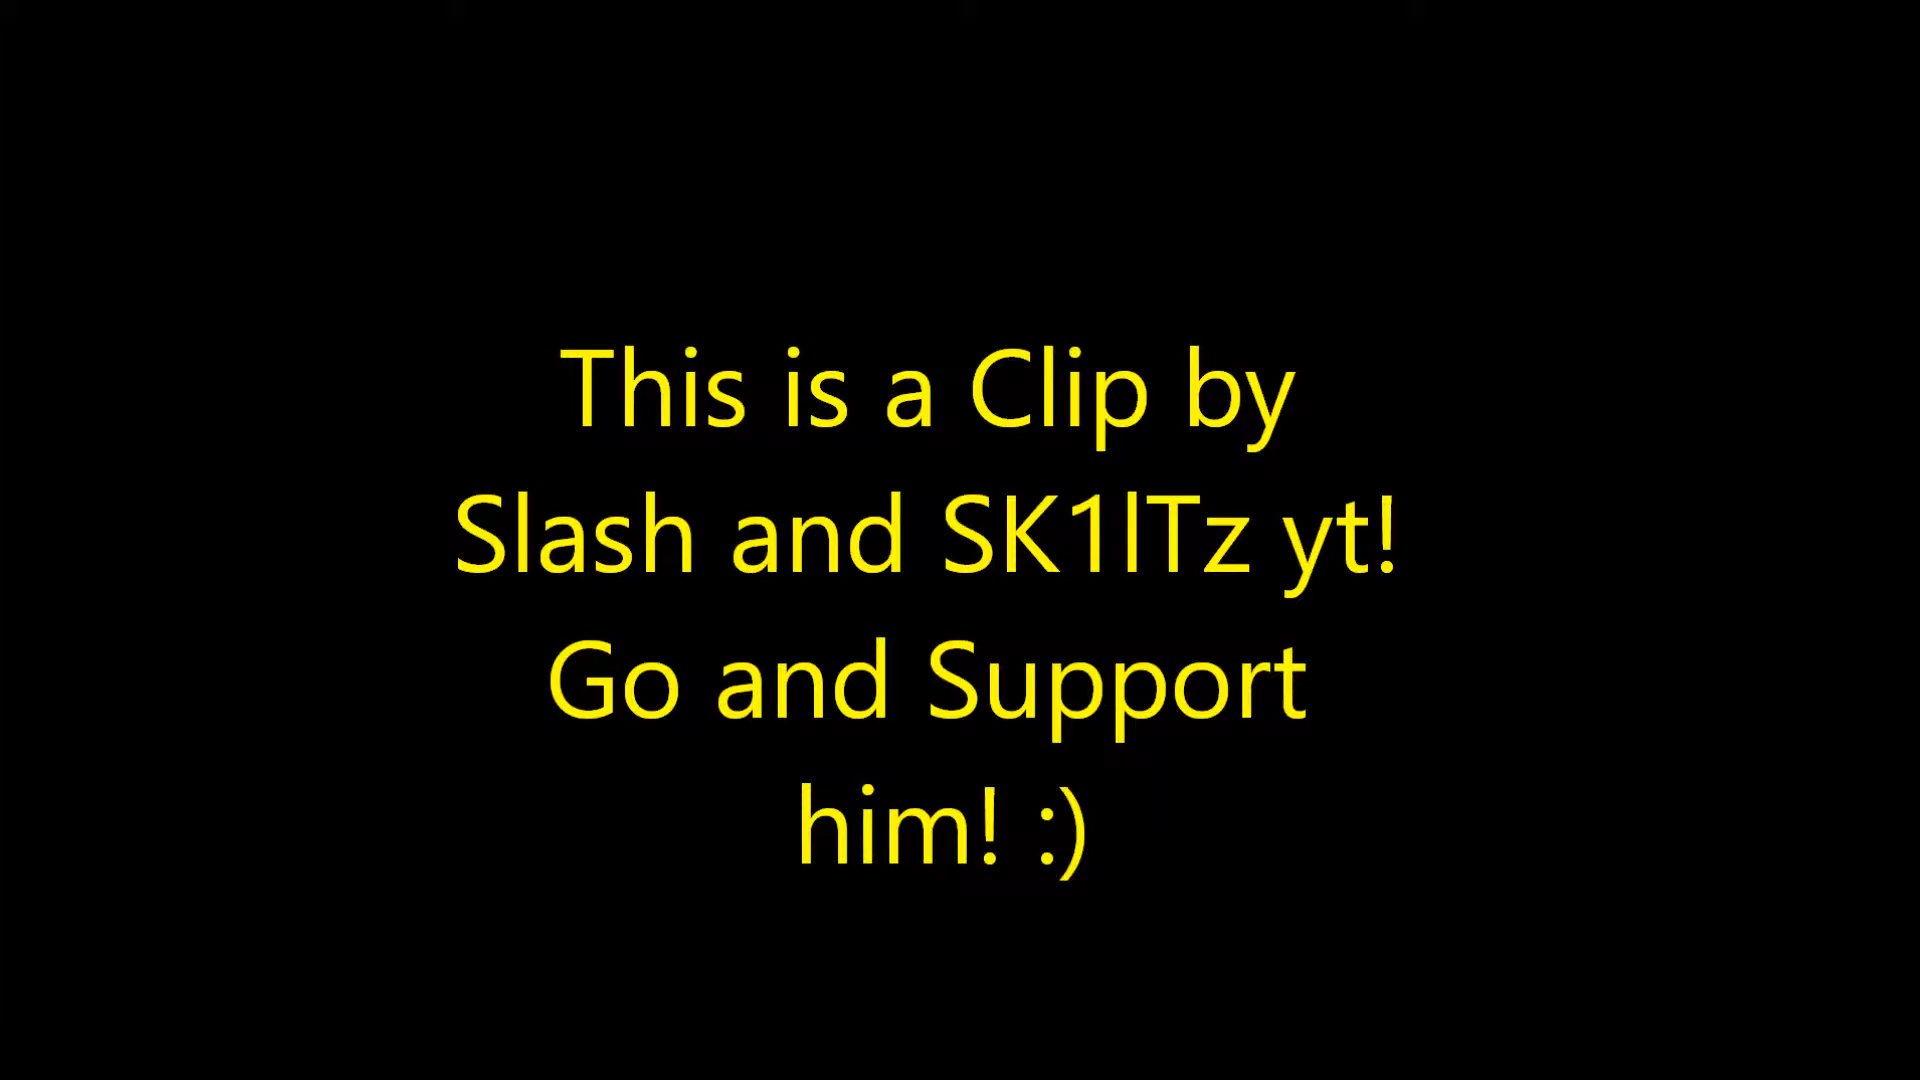 This is a Clip by
Slash and SK1lTz yt!
Go and Support
him! :)